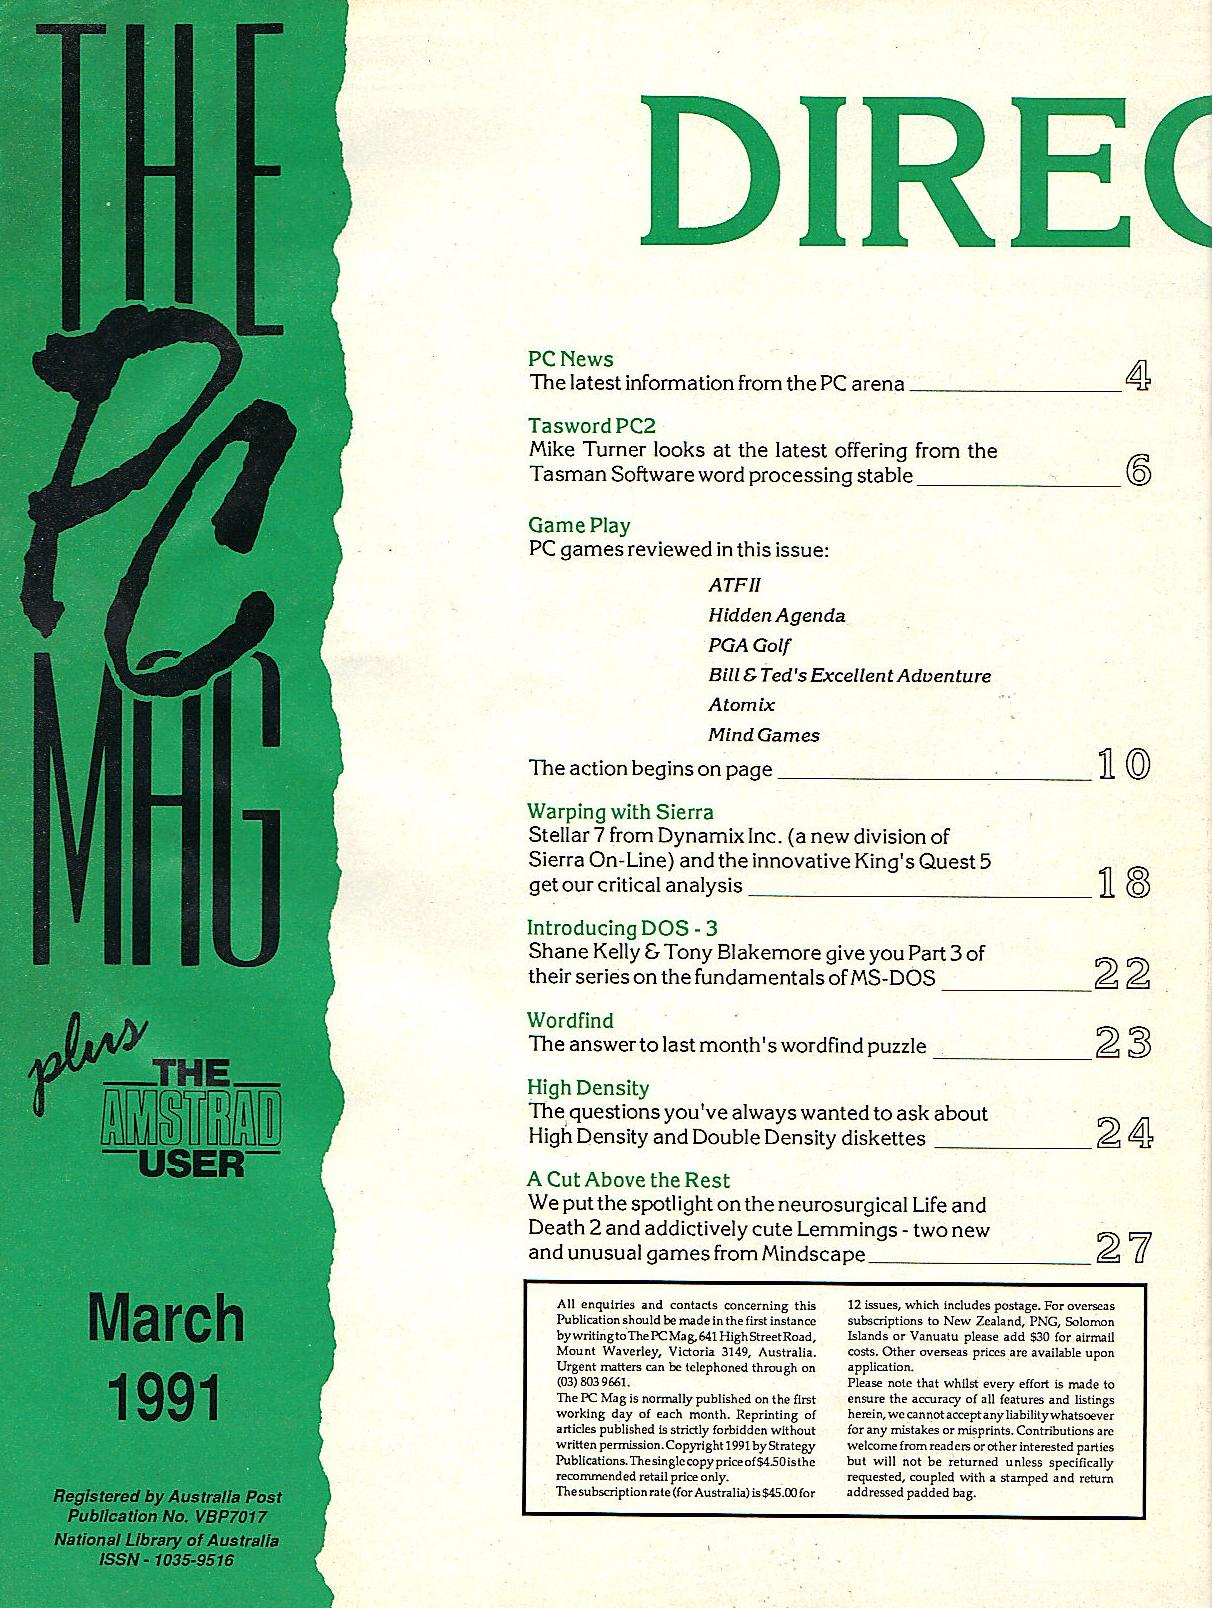 THE
PC
MAG
plus
THE
AMSTRAD
USER
March
1991
Registered by Australia Post
Publication No. VBP7017
National Library of Australia
ISSN - 1035-9516
DIREC
PC News
The latest information from the PC arena 4
Tasword PC2
Mike Turner looks at the latest offering from the
Tasman Software word processing stable 6
Game Play
PC games reviewed in this issue:
ATF II
Hidden Agenda
PGA Golf
Bill & Ted's Excellent Adventure
Atomix
Mind Games
The action begins on page 10
Warping with Sierra
Stellar 7 from Dynamix Inc. (a new division of
Sierra On-Line) and the innovative King's Quest 5
get our critical analysis 18
Introducing DOS - 3
Shane Kelly & Tony Blakemore give you Part 3 of
their series on the fundamentals of MS-DOS 22
Wordfind
The answer to last month's wordfind puzzle 23
High Density
The questions you've always wanted to ask about
High Density and Double Density diskettes 24
A Cut Above the Rest
We put the spotlight on the neurosurgical Life and
Death 2 and addictively cute Lemmings - two new
and unusual games from Mindscape 27
All enquiries and contacts concerning this
Publication should be made in the first instance
by writing to The PC Mag, 641 High Street Road,
Mount Waverley, Victoria 3149, Australia.
Urgent matters can be telephoned through on
(03) 803 9661.
The PC Mag is normally published on the first
working day of each month. Reprinting of
articles published is strictly forbidden without
written permission. Copyright 1991 by Strategy
Publications. The single copy price of $4.50 is the
recommended retail price only.
The subscription rate (for Australia) is $45.00 for
12 issues, which includes postage. For overseas
subscriptions to New Zealand, PNG, Solomon
Islands or Vanuatu please add $30 for airmail
costs. Other overseas prices are available upon
application.
Please note that whilst every effort is made to
ensure the accuracy of all features and listings
herein, we cannot accept any liability whatsoever
for any mistakes or misprints. Contributions are
welcome from readers or other interested parties
but will not be returned unless specifically
requested, coupled with a stamped and return
addressed padded bag.